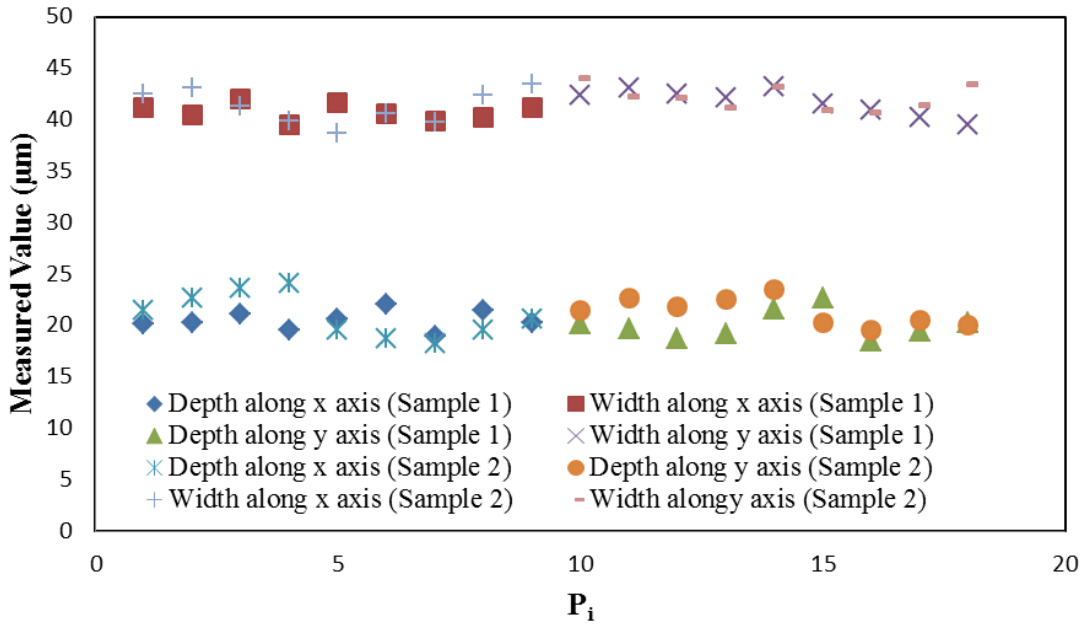 50
45
40
35
30
25
20
15
10
5
0
Measured Value (µm)
Depth along x axis (Sample 1)
Width along x axis (Sample 1)
Depth along y axis (Sample 1)
Width along y axis (Sample 1)
Depth along x axis (Sample 2)
Depth along y axis (Sample 2)
Width along x axis (Sample 2)
Width alongy axis (Sample 2)
0 5 10 15 20
Pi